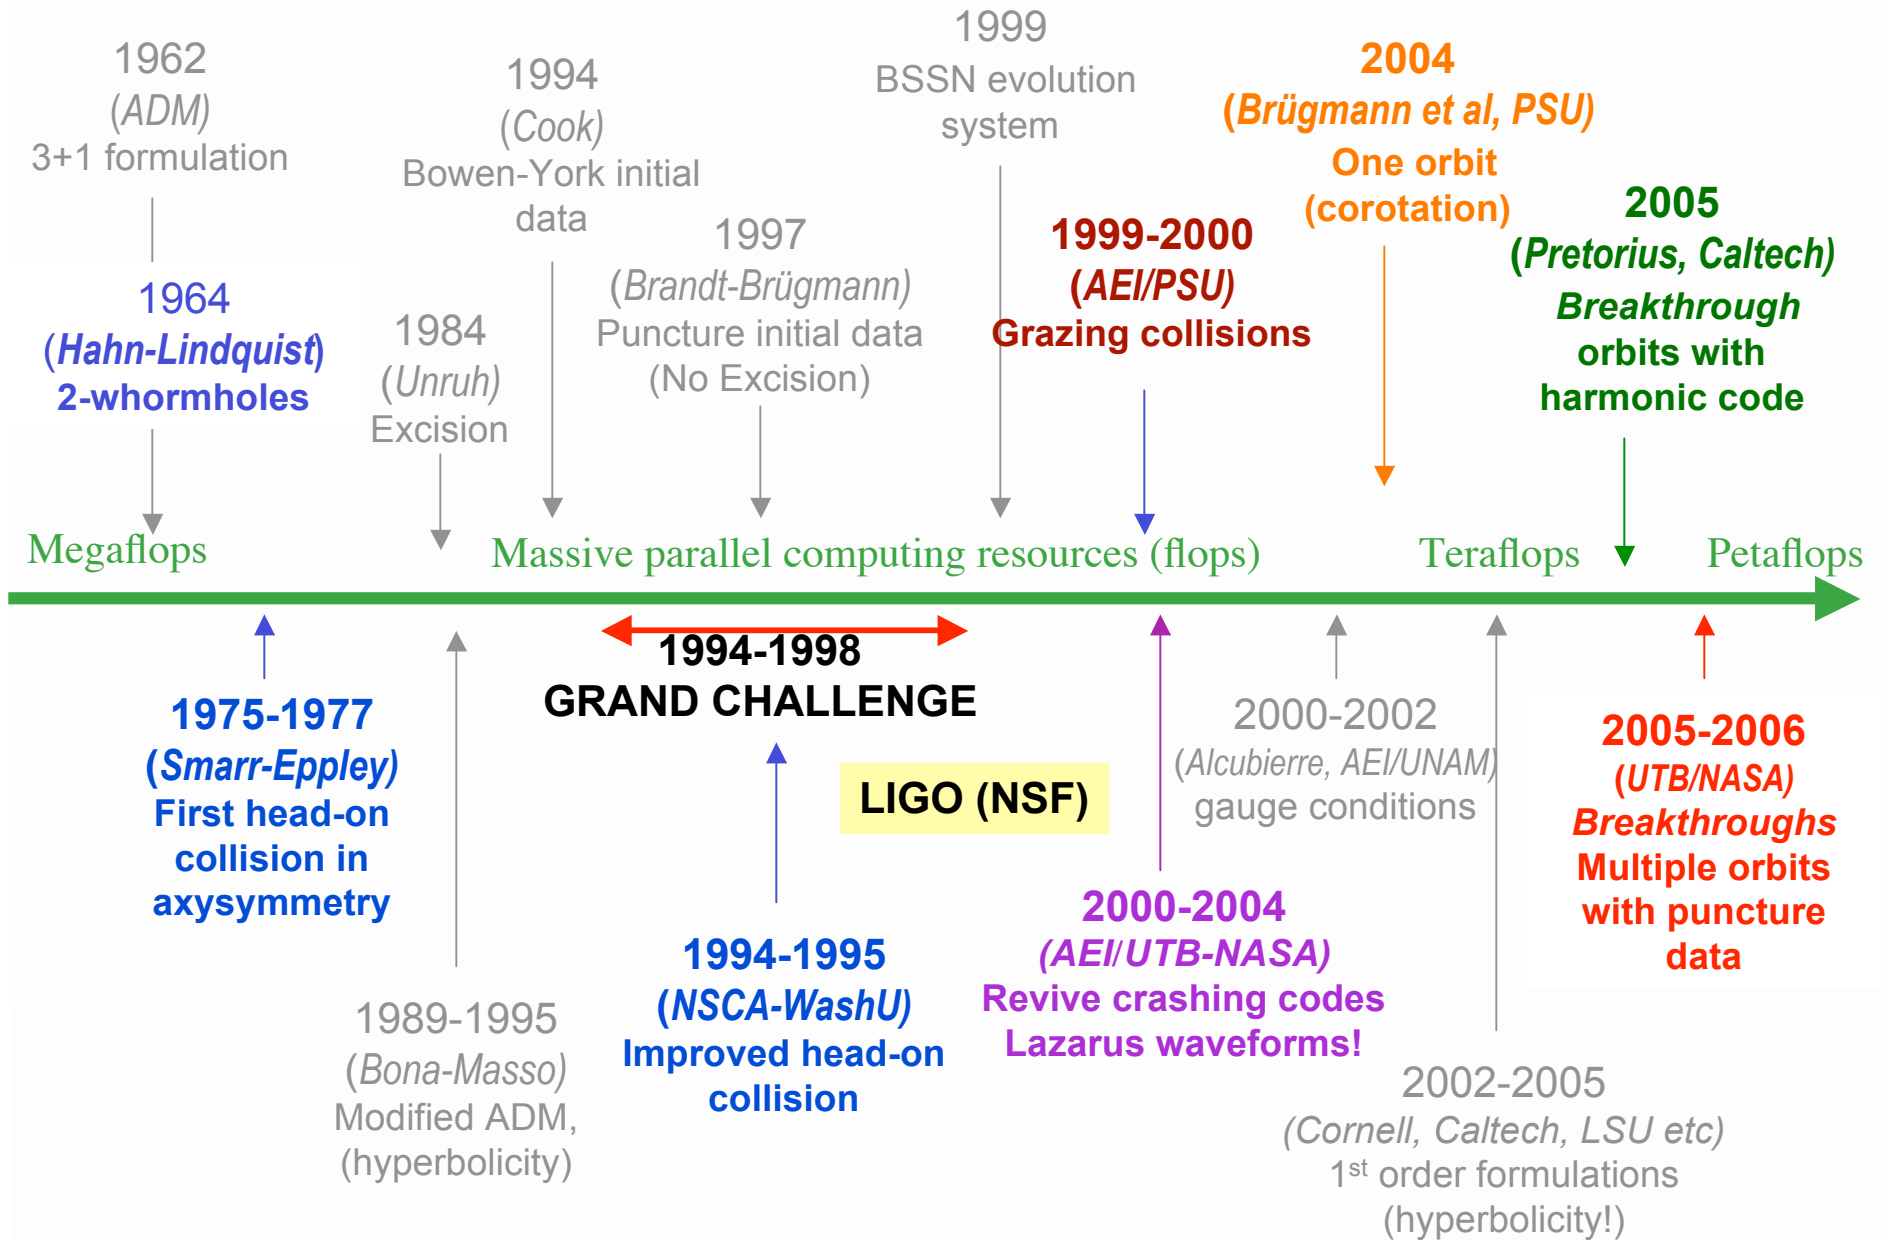 1962
(ADM)
3+1 formulation
1964
(Hahn-Lindquist)
2-whormholes
1984
(Unruh)
Excision
1994
(Cook)
Bowen-York initial
data
1997
(Brandt-Brügmann)
Puncture initial data
(No Excision)
1999
BSSN evolution
system
1999-2000
(AEI/PSU)
Grazing collisions
2004
(Brügmann et al, PSU)
One orbit
(corotation)
2005
(Pretorius, Caltech)
Breakthrough
orbits with
harmonic code
Megaflops
Massive parallel computing resources (flops)
Teraflops
Petaflops
1975-1977
(Smarr-Eppley)
First head-on
collision in
axysymmetry
1989-1995
(Bona-Masso)
Modified ADM,
(hyperbolicity)
1994-1998
GRAND CHALLENGE
1994-1995
(NSCA-WashU)
Improved head-on
collision
LIGO (NSF)
2000-2004
(AEI/UTB-NASA)
Revive crashing codes
Lazarus waveforms!
2000-2002
(Alcubierre, AEI/UNAM)
gauge conditions
2002-2005
(Cornell, Caltech, LSU etc)
1st order formulations
(hyperbolicity!)
2005-2006
(UTB/NASA)
Breakthroughs
Multiple orbits
with puncture
data